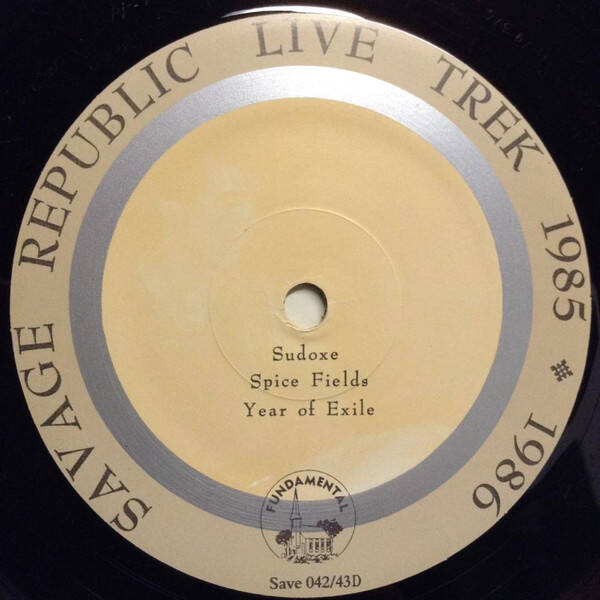 SAVAGE REPUBLIC LIVE TREK 1985 # 1986
Sudoxe
Spice Fields
Year of Exile
FUNDAMENTAL
Save 042/43D